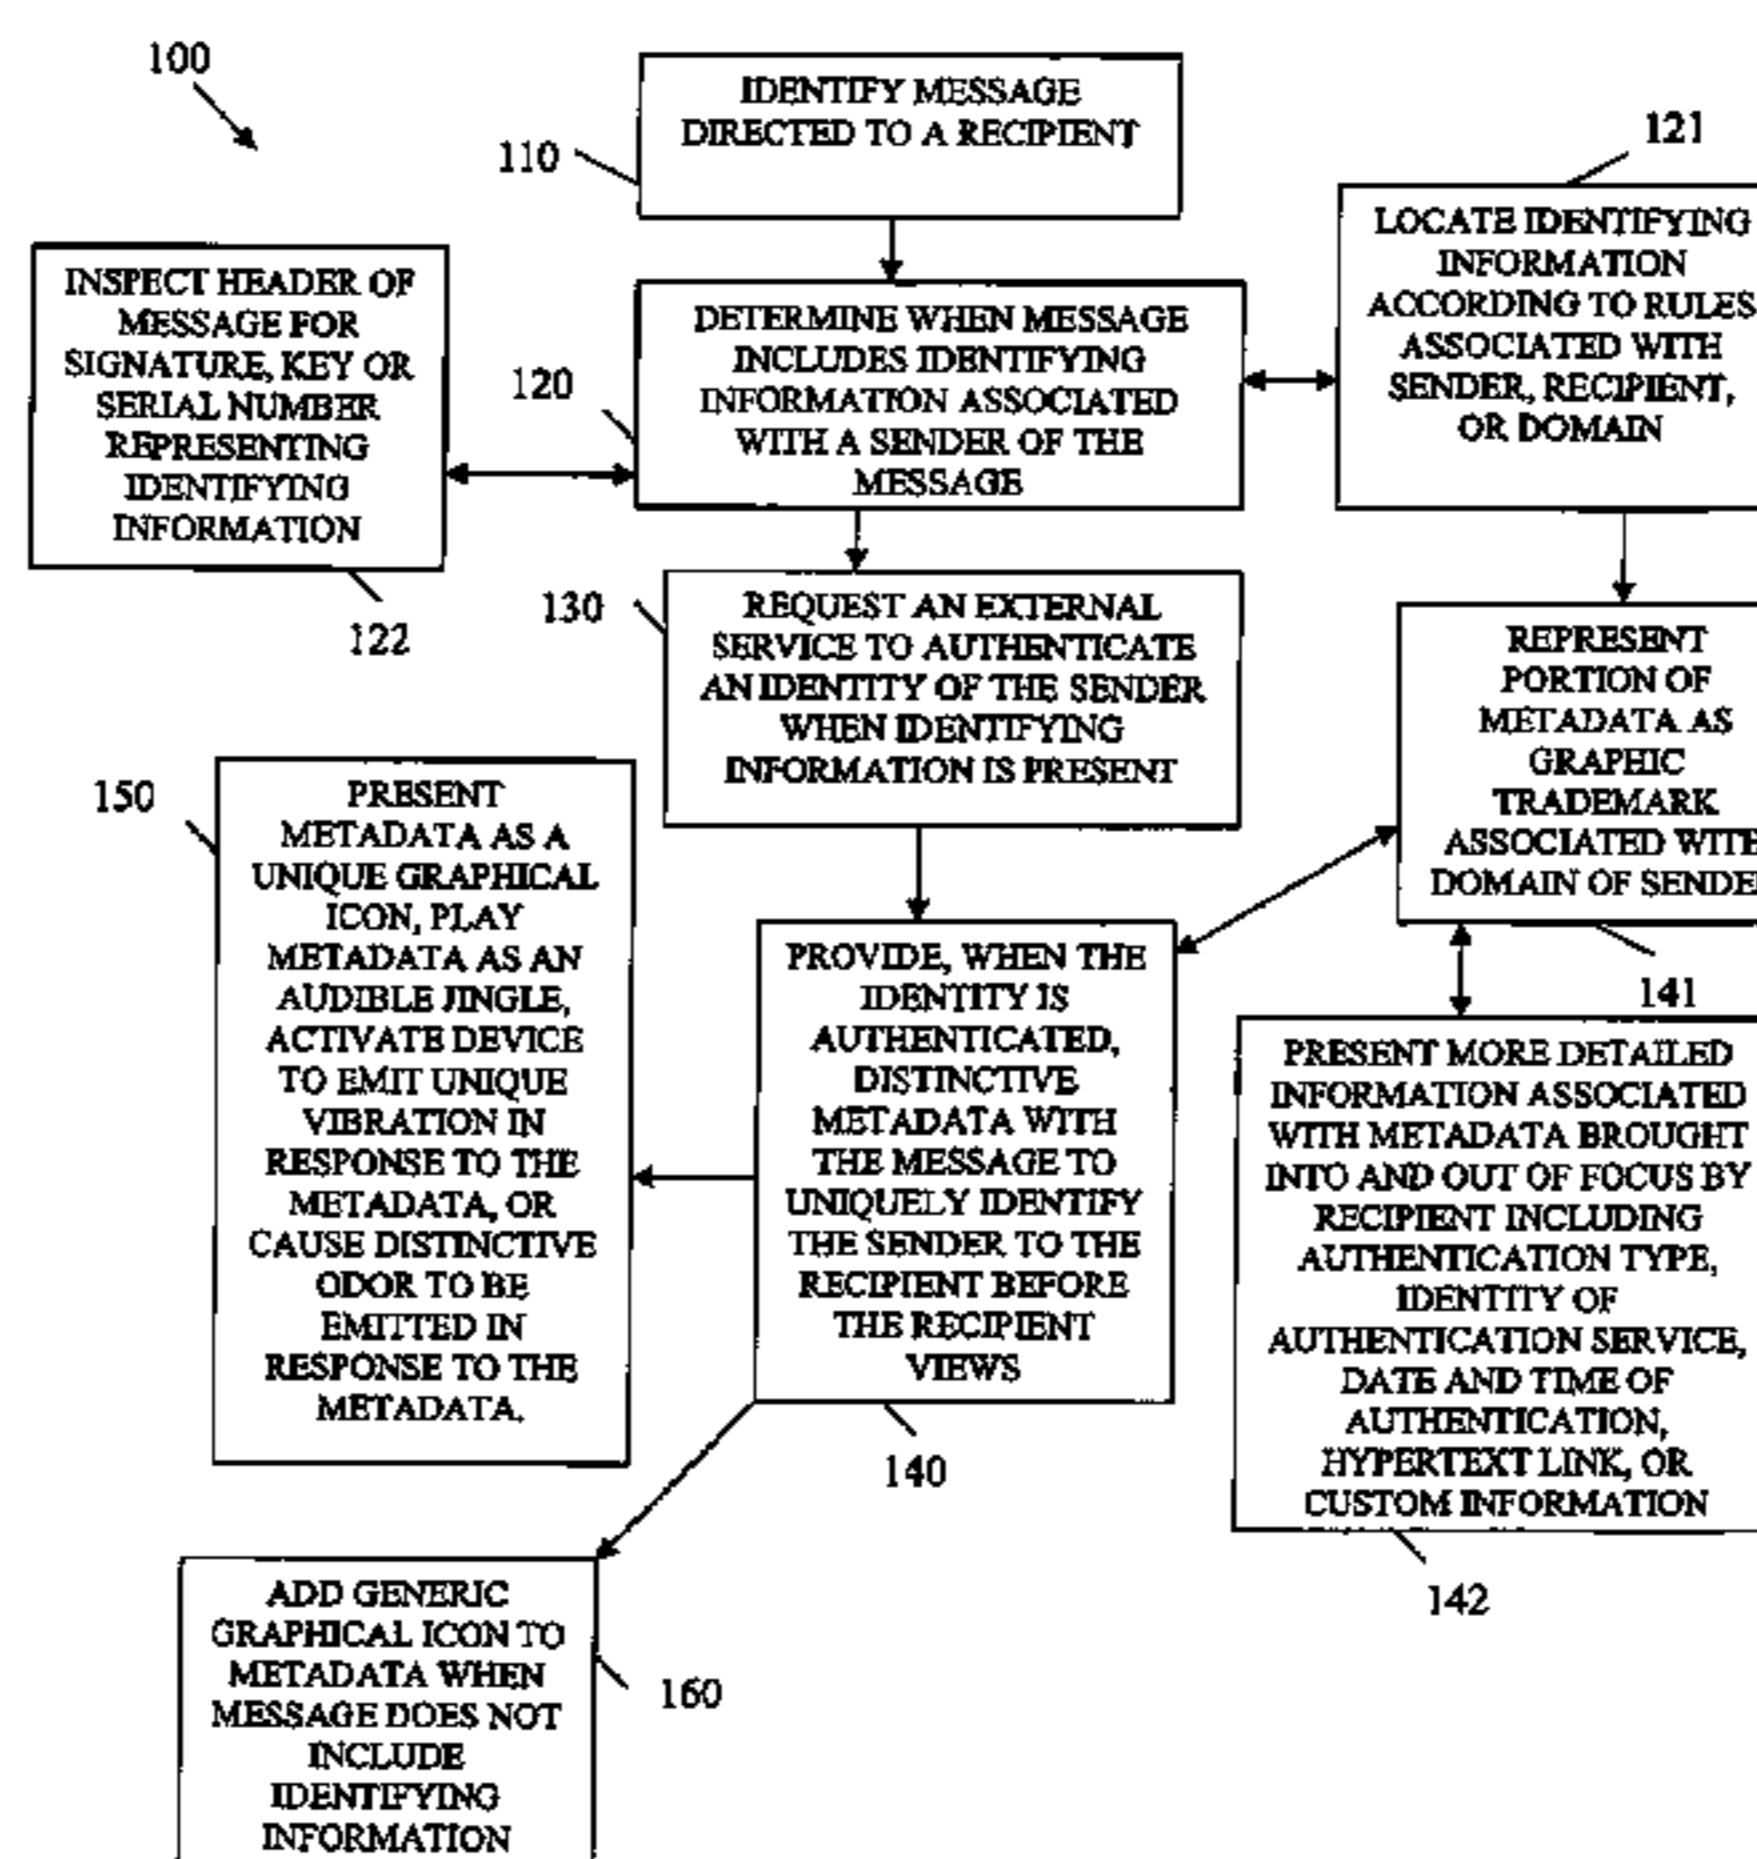 100
IDENTIFY MESSAGE
DIRECTED TO A RECIPIENT
110
121
LOCATE IDENTIFYING
INFORMATION
ACCORDING TO RULES
ASSOCIATED WITH
SENDER, RECIPIENT,
OR DOMAIN
INSPECT HEADER OF
MESSAGE FOR
SIGNATURE, KEY OR
SERIAL NUMBER
REPRESENTING
IDENTIFYING
INFORMATION
122
DETERMINE WHEN MESSAGE
INCLUDES IDENTIFYING
INFORMATION ASSOCIATED
WITH A SENDER OF THE
MESSAGE
120
130
REQUEST AN EXTERNAL
SERVICE TO AUTHENTICATE
AN IDENTITY OF THE SENDER
WHEN IDENTIFYING
INFORMATION IS PRESENT
REPRESENT
PORTION OF
METADATA AS
GRAPHIC
TRADEMARK
ASSOCIATED
DOMAIN OF
141
150
PRESENT
METADATA AS A
UNIQUE GRAPHICAL
ICON, PLAY
METADATA AS AN
AUDIBLE JINGLE,
ACTIVATE DEVICE
TO EMIT UNIQUE
VIBRATION IN
RESPONSE TO THE
METADATA, OR
CAUSE DISTINCTIVE
ODOR TO BE
EMITTED IN
RESPONSE TO THE
METADATA.
PROVIDE, WHEN THE
IDENTITY IS
AUTHENTICATED,
DISTINCTIVE
METADATA WITH
THE MESSAGE TO
UNIQUELY IDENTIFY
THE SENDER TO THE
RECIPIENT BEFORE
THE RECIPIENT
VIEWS
140
PRESENT MORE DETAILED
INFORMATION ASSOCIATED
WITH METADATA BROUGHT
INTO AND OUT OF FOCUS BY
RECIPIENT INCLUDING
AUTHENTICATION TYPE,
IDENTITY OF
AUTHENTICATION SERVICE,
DATE AND TIME OF
AUTHENTICATION,
HYPERTEXT LINK, OR
CUSTOM INFORMATION
142
ADD GENERIC
GRAPHICAL ICON TO
METADATA WHEN
MESSAGE DOES NOT
INCLUDE
IDENTIFYING
INFORMATION
160